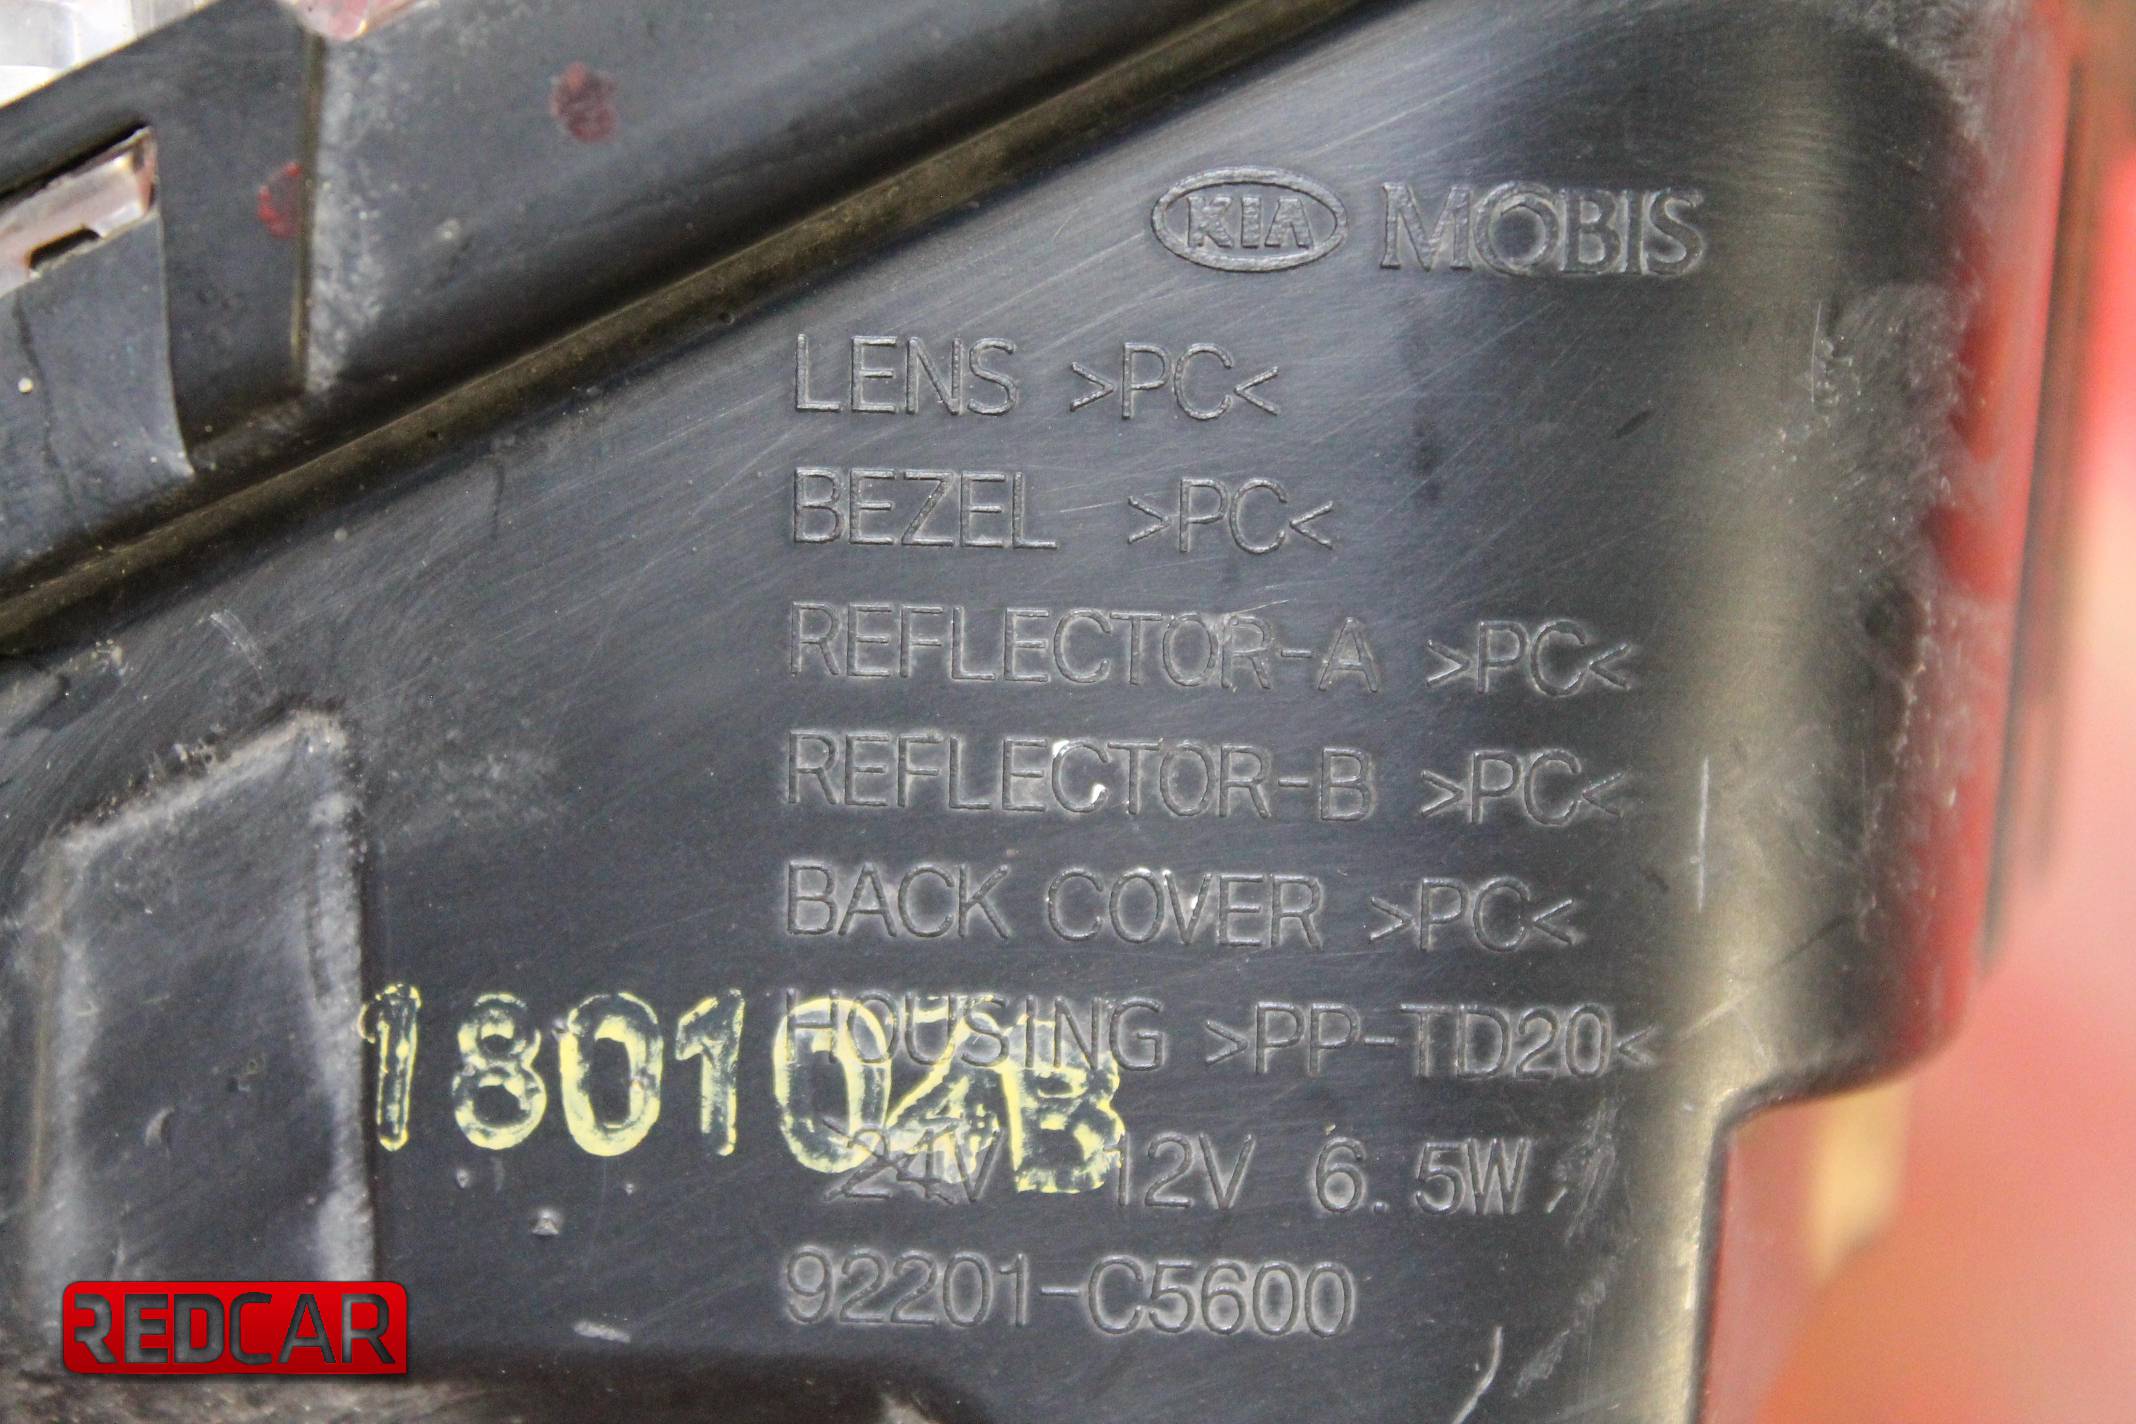 KIA MOBIS
LENS >PC<
BEZEL >PC<
REFLECTOR-A >PC<
REFLECTOR-B >PC<
BACK COVER >PC<
HOUSING >PP-TD20<
180104B
24V 12V 6.5W
92201-C5600
REDCAR